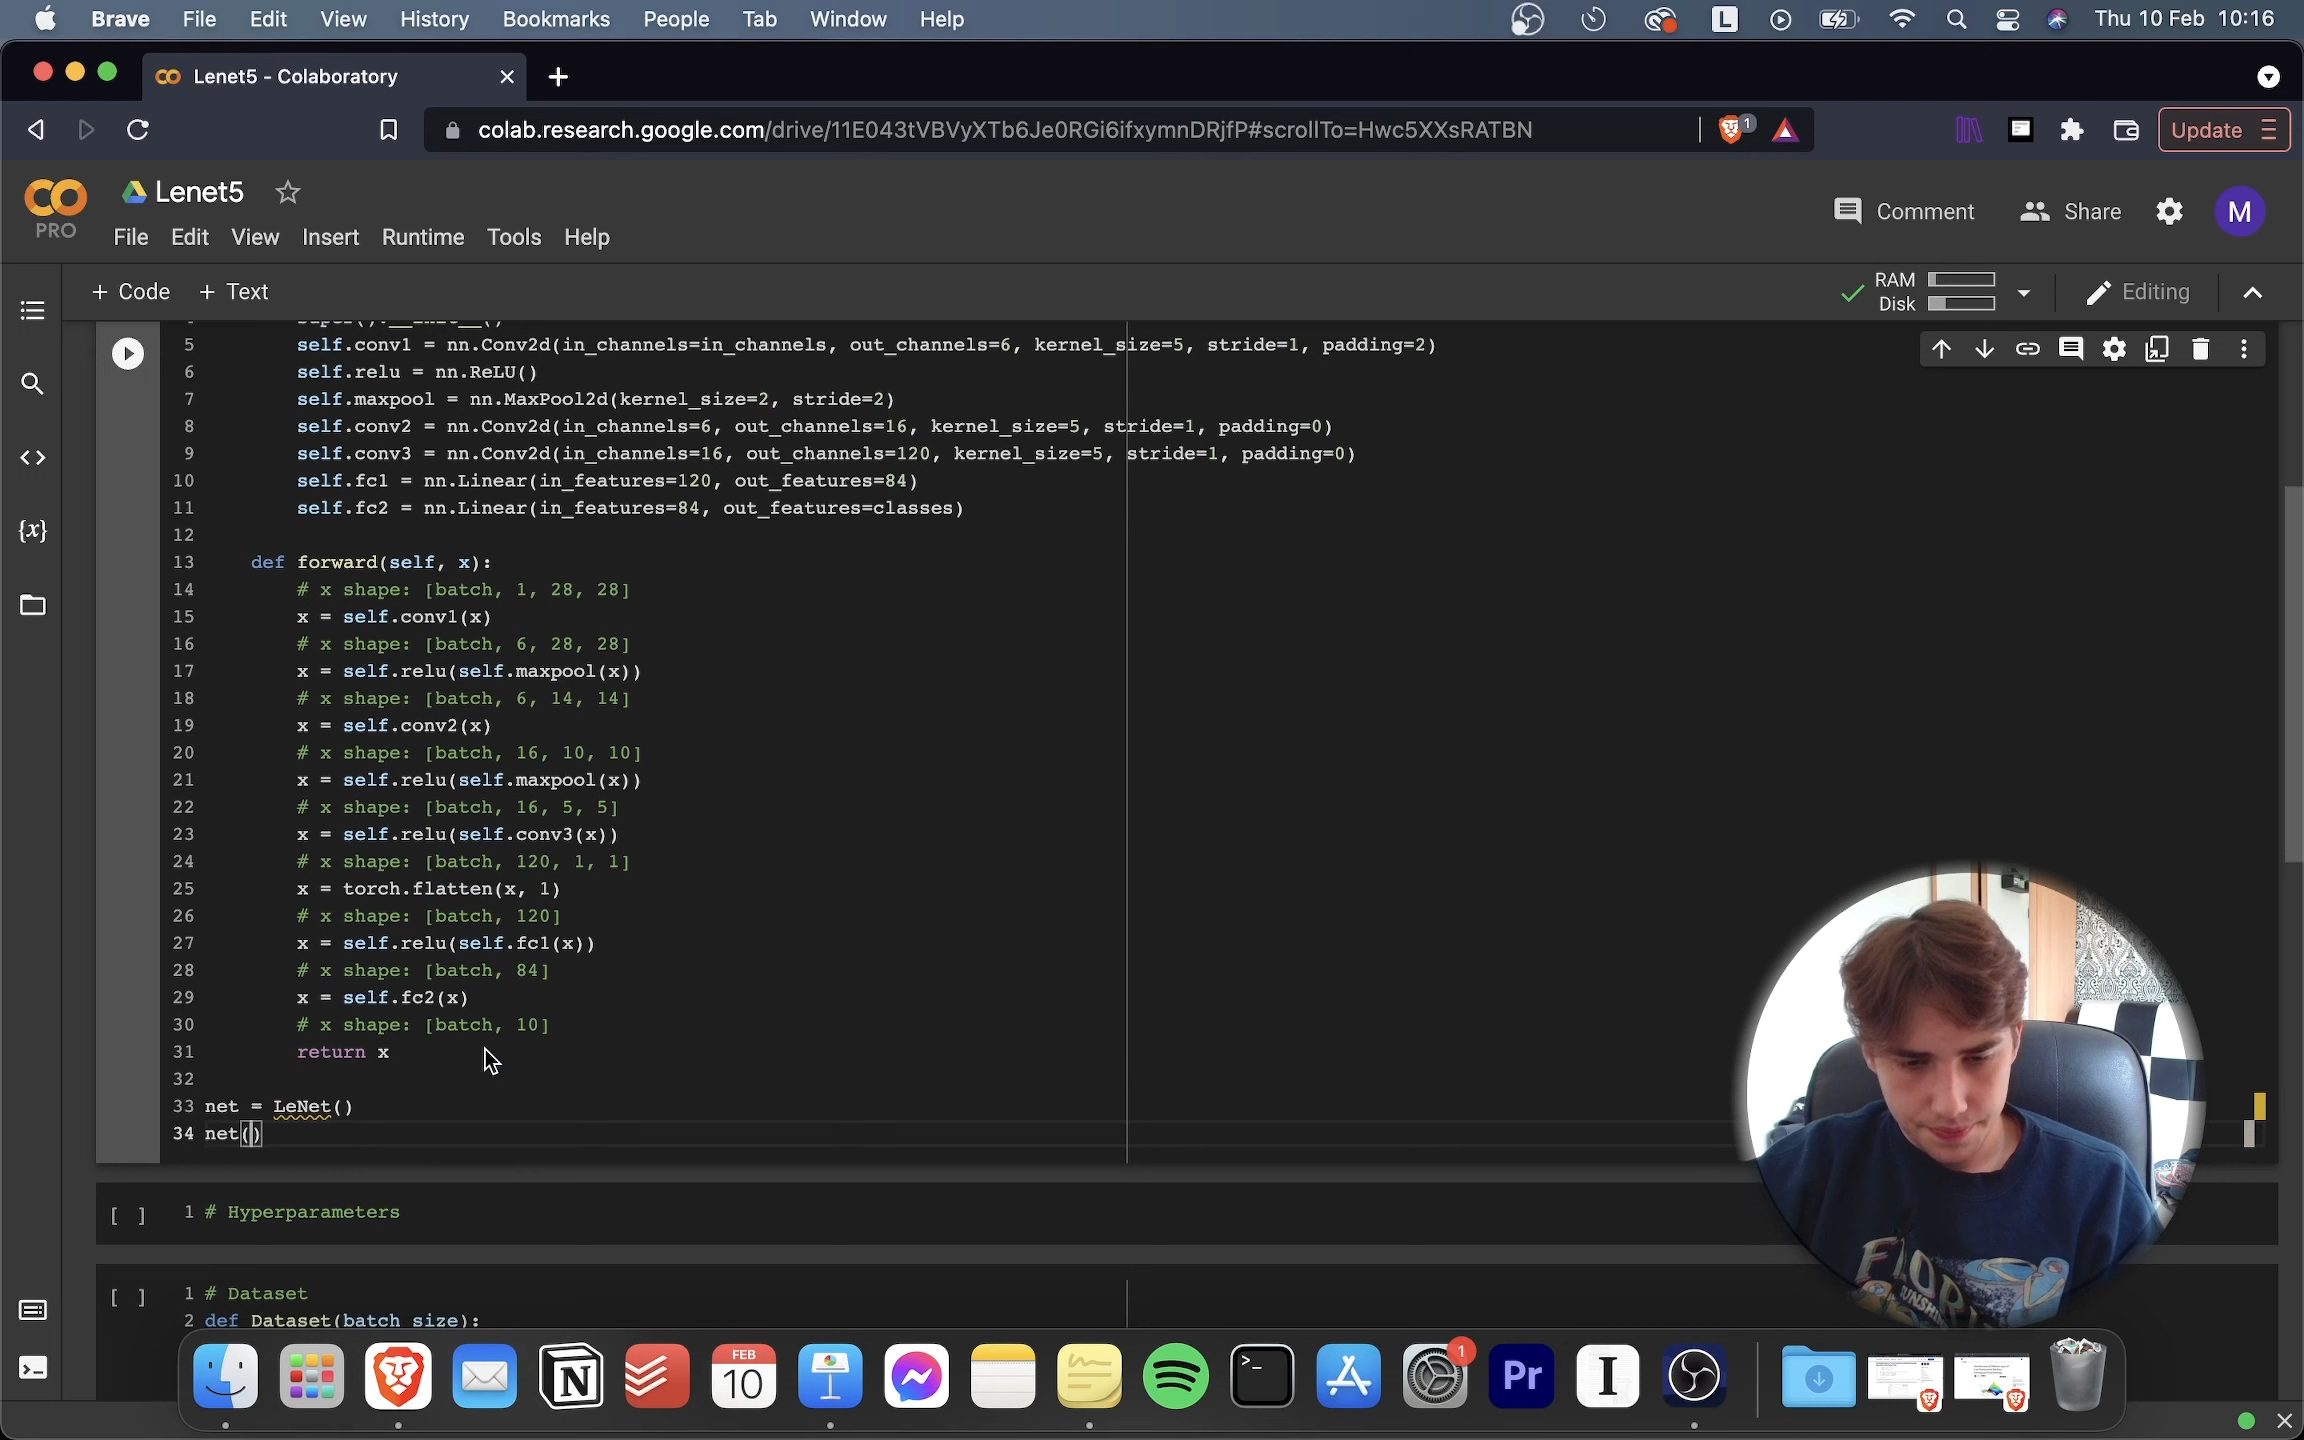 Brave File Edit View History Bookmarks People Tab Window Help
L
Thu 10 Feb 10:16
Lenet5 - Colaboratory
colab.research.google.com/drive/11E043tVBVyXTb6Je0RGi6ifxymnDRjfP#scrollTo=Hwc5XXsRATBN
1
Update
Lenet5
PRO
File Edit View Insert Runtime Tools Help
Comment
Share
M
+ Code + Text
RAM
Disk
Editing
5 self.conv1 = nn.Conv2d(in_channels=in_channels, out_channels=6, kernel_size=5, stride=1, padding=2)
6 self.relu = nn.ReLU()
7 self.maxpool = nn.MaxPool2d(kernel_size=2, stride=2)
8 self.conv2 = nn.Conv2d(in_channels=6, out_channels=16, kernel_size=5, stride=1, padding=0)
9 self.conv3 = nn.Conv2d(in_channels=16, out_channels=120, kernel_size=5, stride=1, padding=0)
10 self.fc1 = nn.Linear(in_features=120, out_features=84)
11 self.fc2 = nn.Linear(in_features=84, out_features=classes)
12
13 def forward(self, x):
14 # x shape: [batch, 1, 28, 28]
15 x = self.conv1(x)
16 # x shape: [batch, 6, 28, 28]
17 x = self.relu(self.maxpool(x))
18 # x shape: [batch, 6, 14, 14]
19 x = self.conv2(x)
20 # x shape: [batch, 16, 10, 10]
21 x = self.relu(self.maxpool(x))
22 # x shape: [batch, 16, 5, 5]
23 x = self.relu(self.conv3(x))
24 # x shape: [batch, 120, 1, 1]
25 x = torch.flatten(x, 1)
26 # x shape: [batch, 120]
27 x = self.relu(self.fc1(x))
28 # x shape: [batch, 84]
29 x = self.fc2(x)
30 # x shape: [batch, 10]
31 return x
32
33 net = LeNet()
34 net()
[ ] 1 # Hyperparameters
[ ] 1 # Dataset
2 def Dataset(batch size):
FEB
10
1
Pr
I